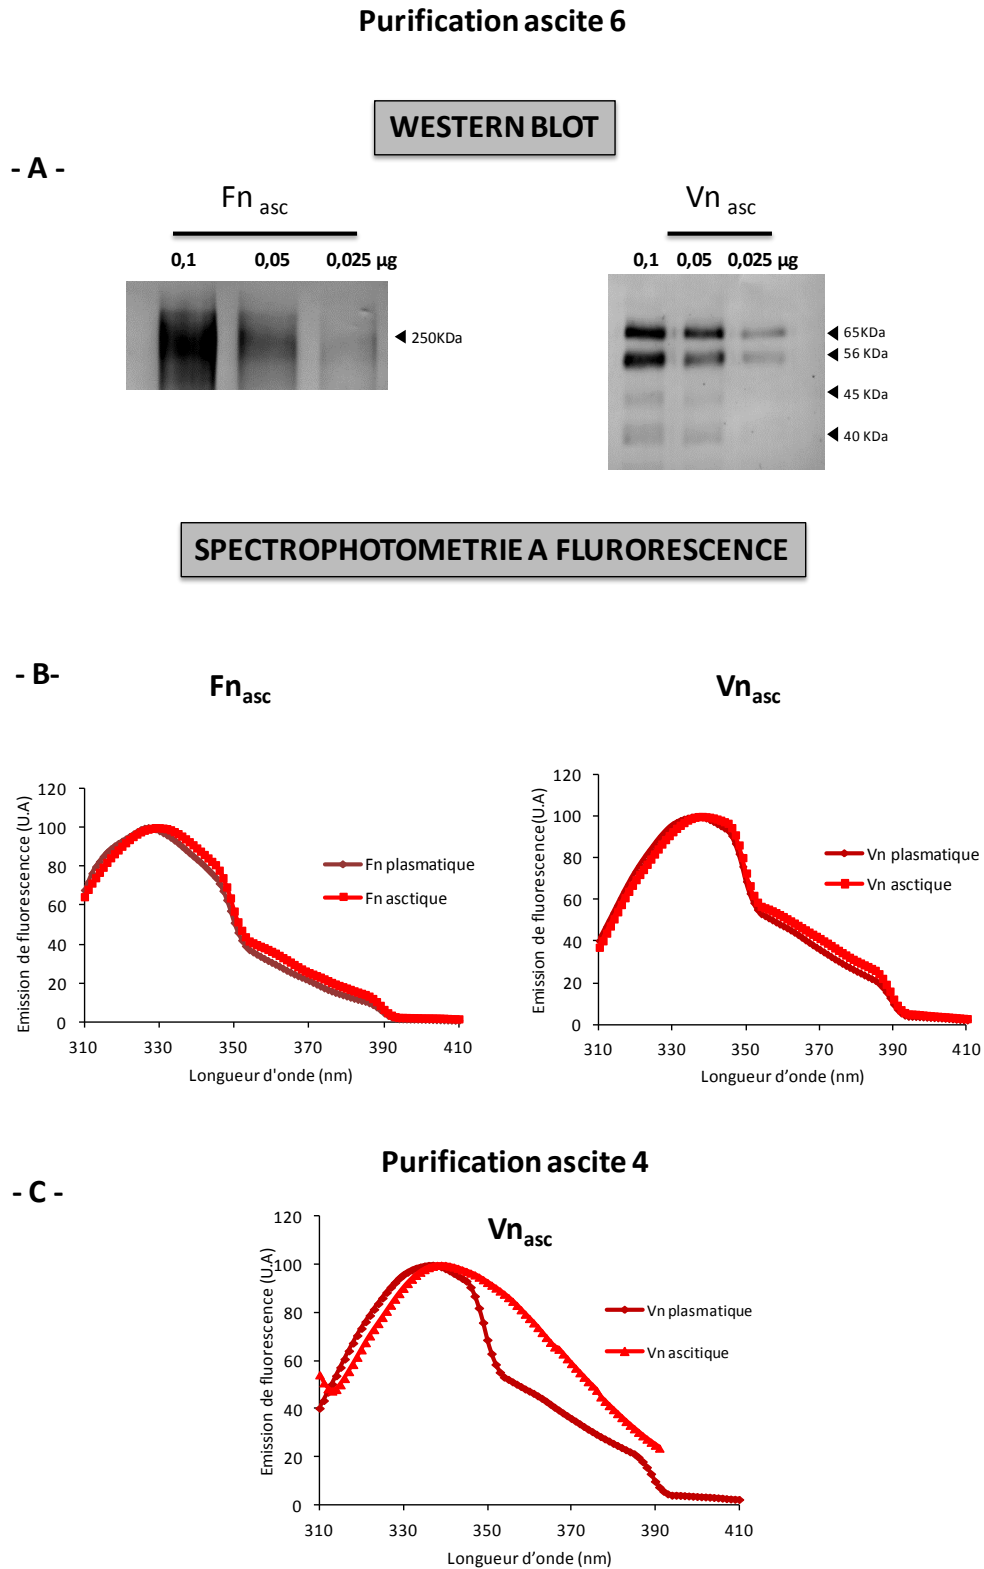 Purification ascite 6
WESTERN BLOT
- A -
Fn asc
0,1 0,05 0,025 µg
250KDa
Vn asc
0,1 0,05 0,025 µg
65KDa
56 KDa
45 KDa
40 KDa
SPECTROPHOTOMETRIE A FLURORESCENCE
- B-
Fnasc
Emission de fluorescencce (U.A)
120
100
80
60
40
20
0
310 330 350 370 390 410
Longueur d'onde (nm)
Fn plasmatique
Fn asctique
Vnasc
Emission de fluorescence(U.A)
120
100
80
60
40
20
0
310 330 350 370 390 410
Longueur d’onde (nm)
Vn plasmatique
Vn asctique
Purification ascite 4
- C -
Vnasc
Emission de fluorescence (U.A)
120
100
80
60
40
20
0
310 330 350 370 390 410
Longueur d’onde (nm)
Vn plasmatique
Vn ascitique